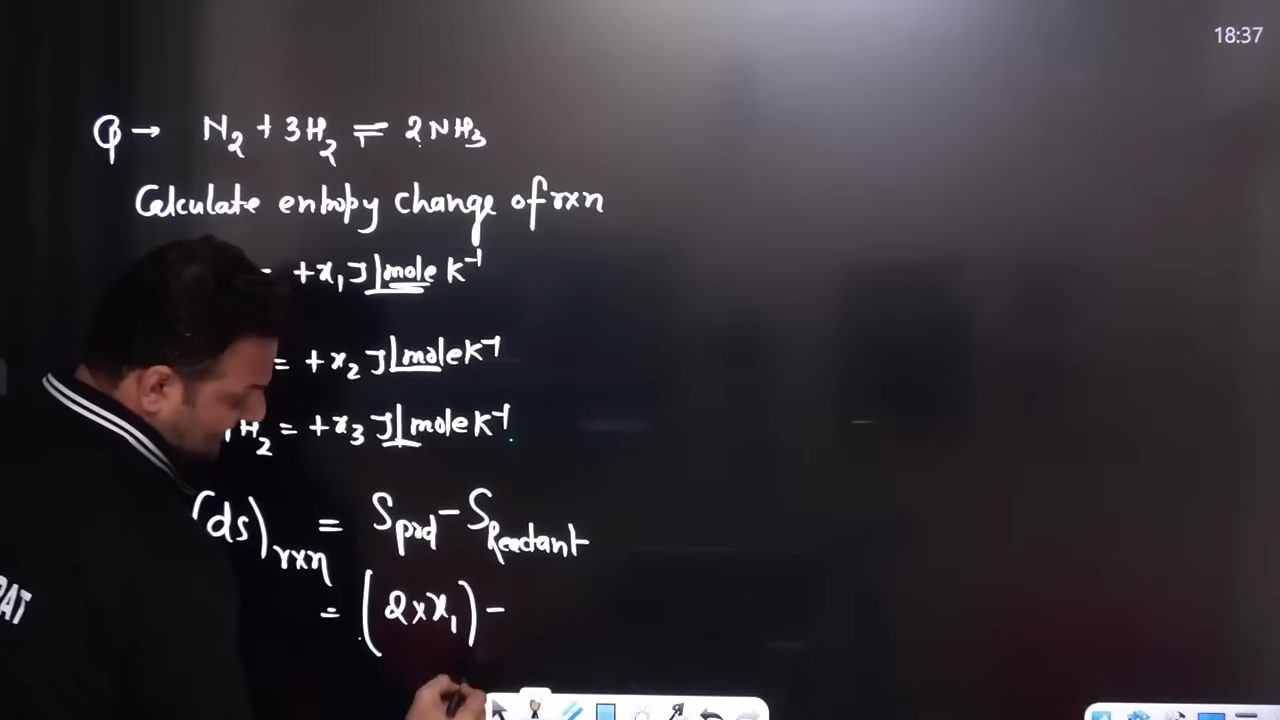 18:37
Q → N₂ + 3H₂ ⇌ 2NH₃
Calculate entropy change of rxn
+x₁ J|mole K⁻¹
= +x₂ J|mole K⁻¹
H₂ = +x₃ J|mole K⁻¹
(ds)rxn = Sprd - SReactant
= (2×x₁) -